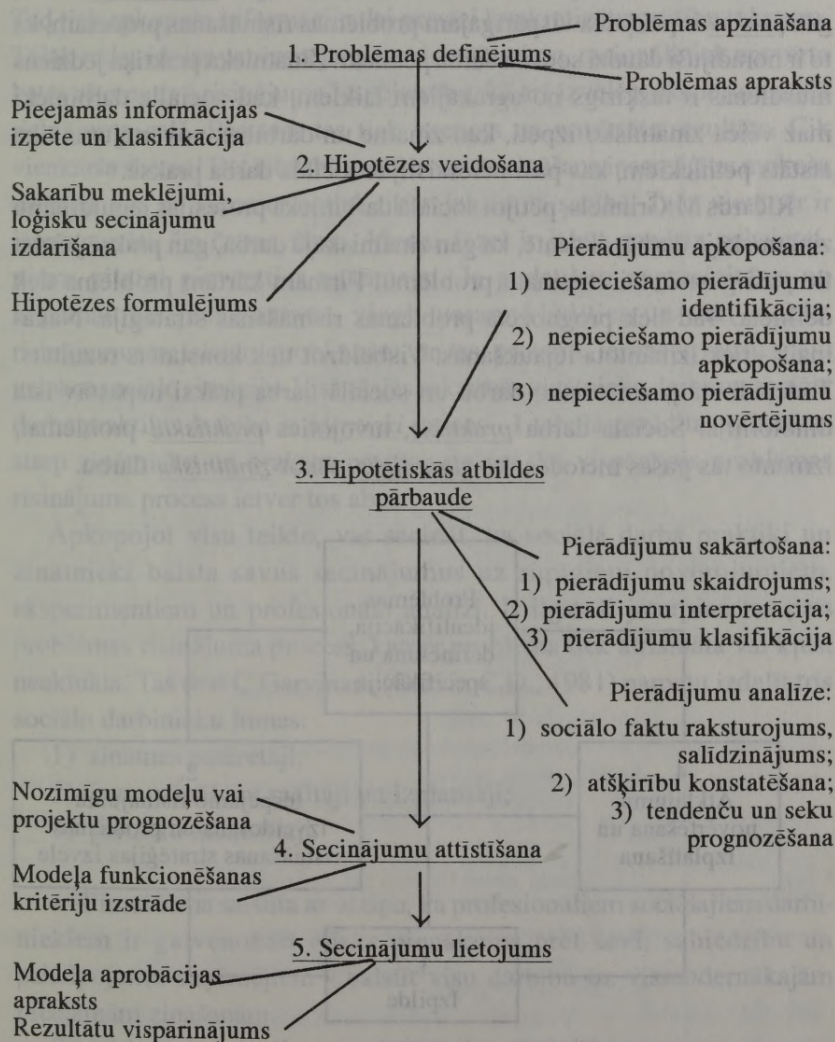 Problēmas apzināšana
1. Problēmas definējums
Problēmas apraksts
Pieejamās informācijas
izpēte un klasifikācija
2. Hipotēzes veidošana
Sakarību meklējumi,
loģisku secinājumu
izdarīšana
Hipotēzes formulējums
Pierādījumu apkopošana:
1) nepieciešamo pierādījumu
identifikācija;
2) nepieciešamo pierādījumu
apkopošana;
3) nepieciešamo pierādījumu
novērtējums
3. Hipotētiskās atbildes
pārbaude
Pierādījumu sakārtošana:
1) pierādījumu skaidrojums;
2) pierādījumu interpretācija;
3) pierādījumu klasifikācija
Pierādījumu analīze:
1) sociālo faktu raksturojums,
salīdzinājums;
2) atšķirību konstatēšana;
3) tendenču un seku
prognozēšana
Nozīmīgu modeļu vai
projektu prognozēšana
4. Secinājumu attīstīšana
Modeļa funkcionēšanas
kritēriju izstrāde
5. Secinājumu lietojums
Modeļa aprobācijas
apraksts
Rezultātu vispārinājums